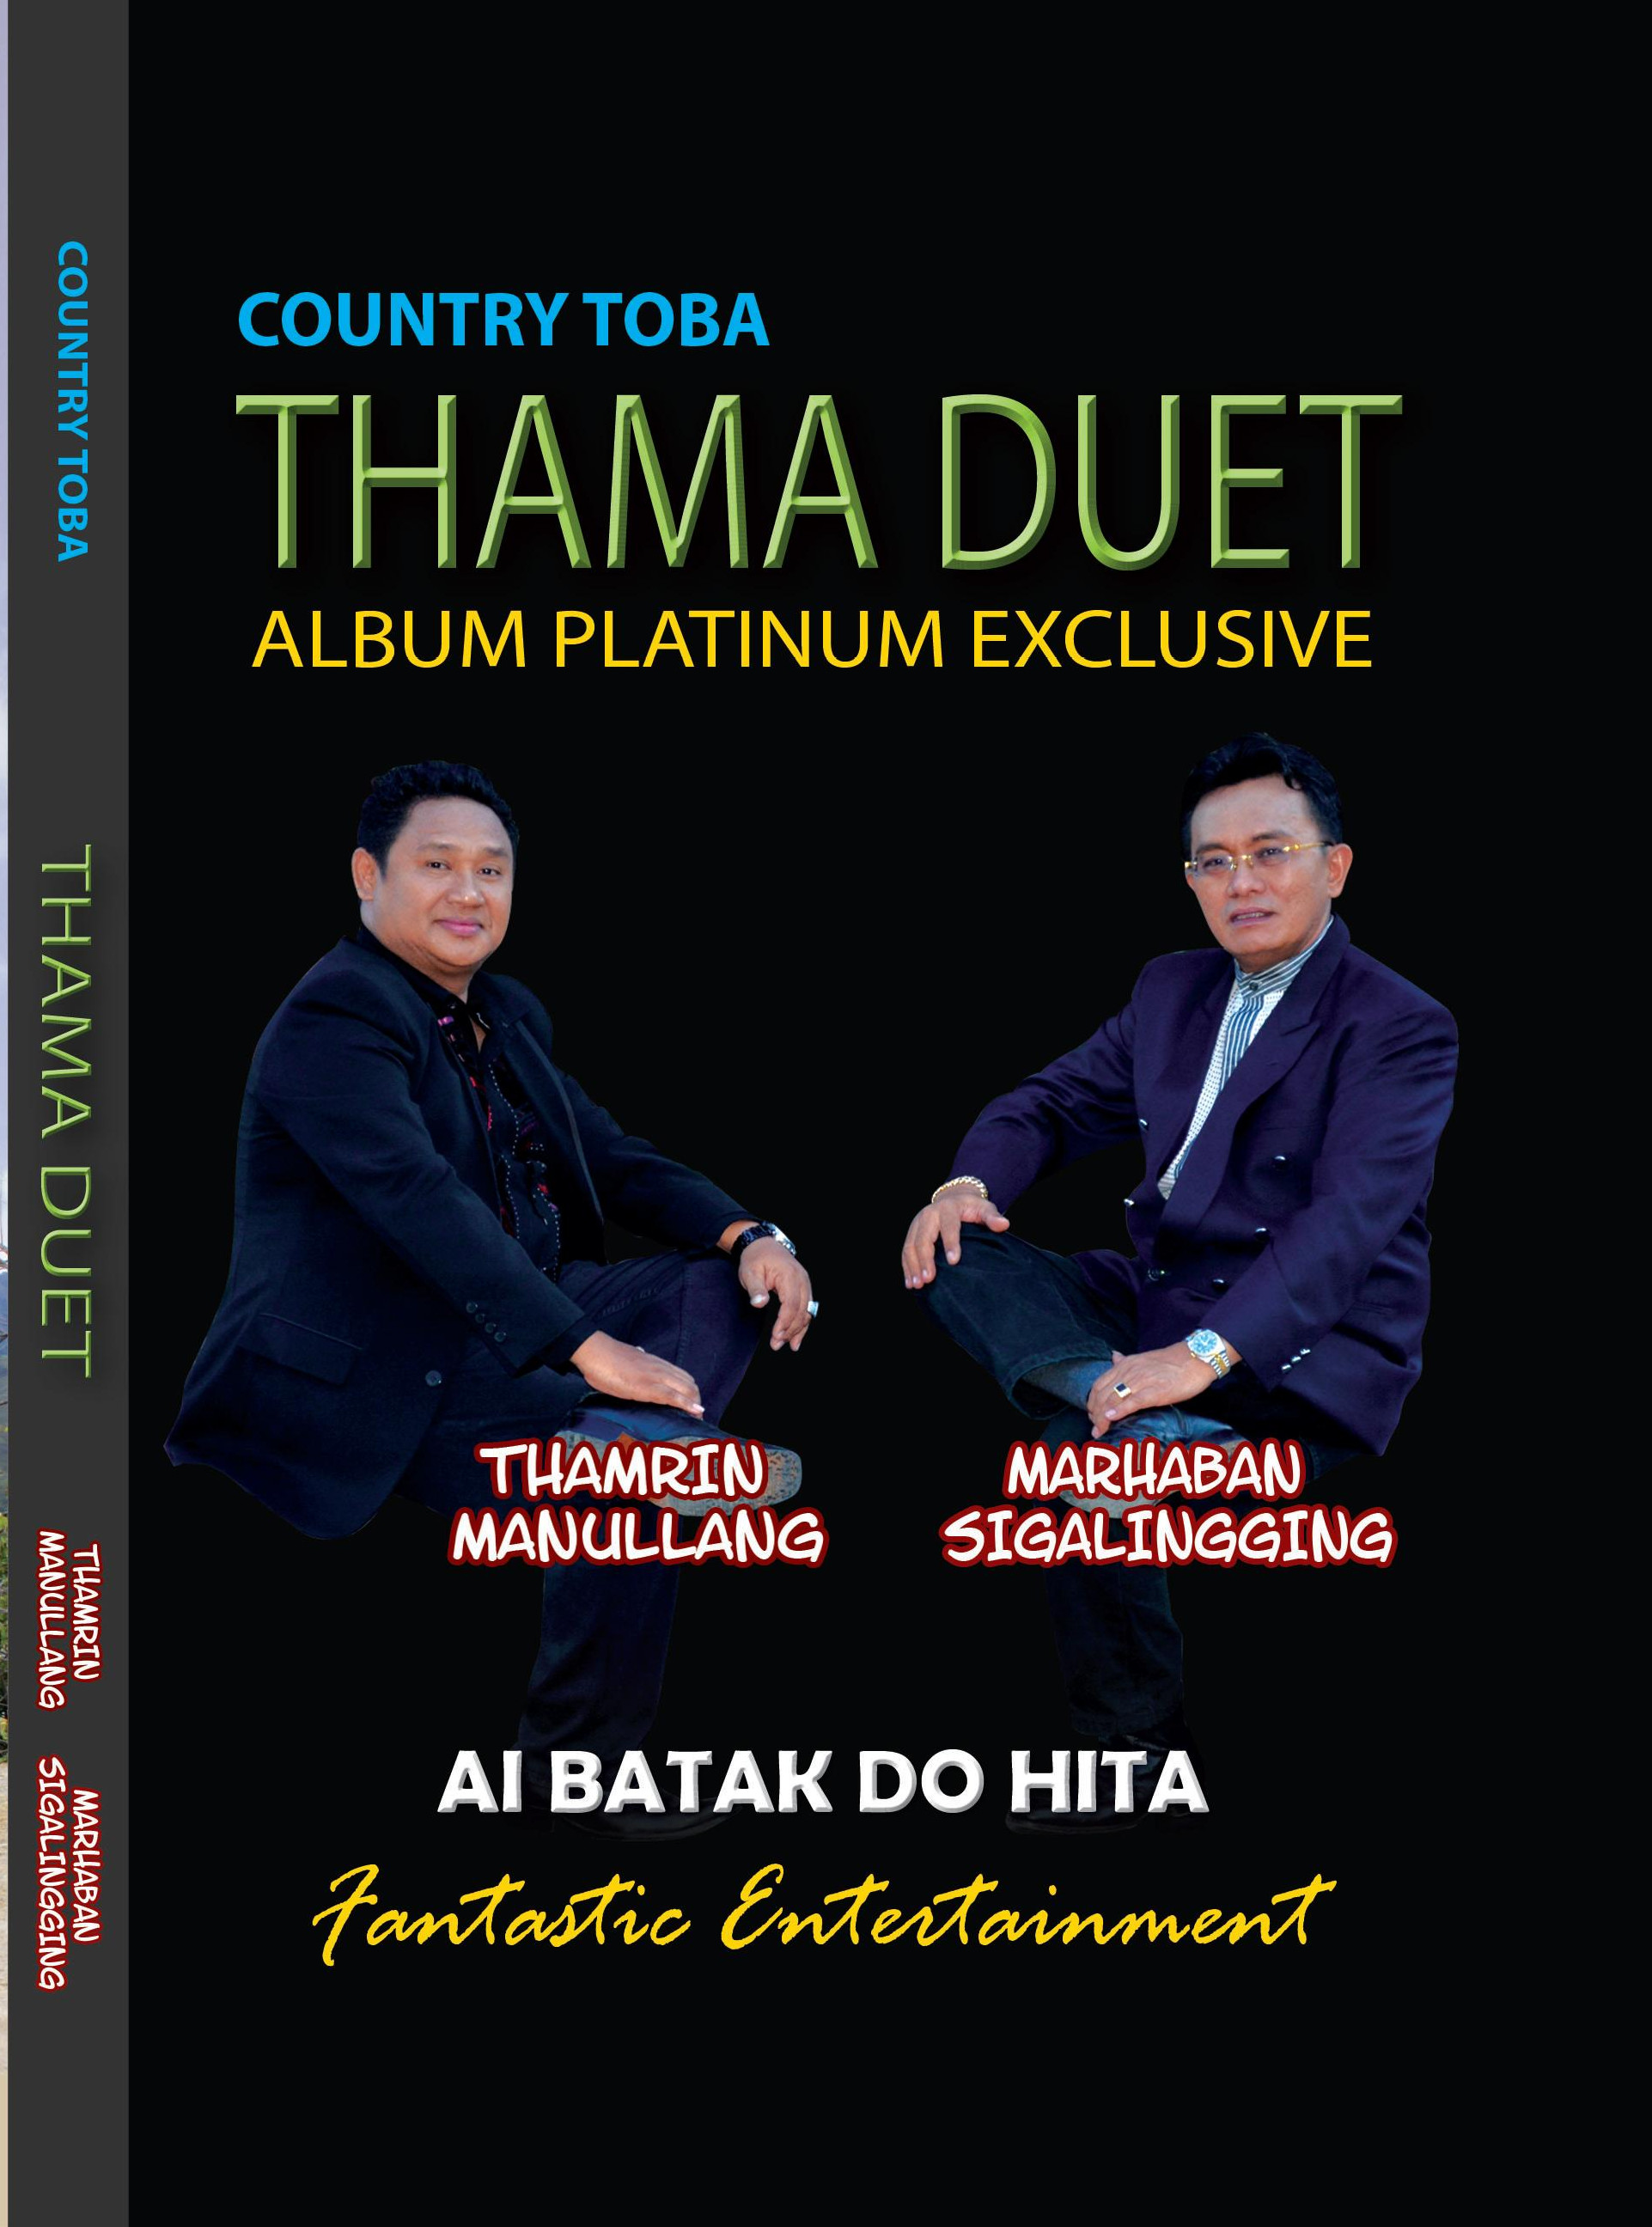 COUNTRY TOBA
THAMA DUET
THAMRIN
MANULLANG
MARHABAN
SIGALINGGING
COUNTRY TOBA
THAMA DUET
ALBUM PLATINUM EXCLUSIVE
THAMRIN
MANULLANG
MARHABAN
SIGALINGGING
AI BATAK DO HITA
Fantastic Entertainment